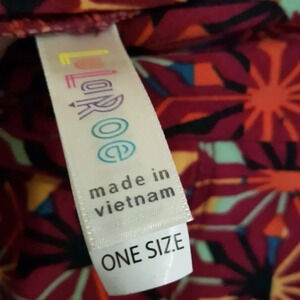 LuLaRoe
made in
vietnam
ONE SIZE